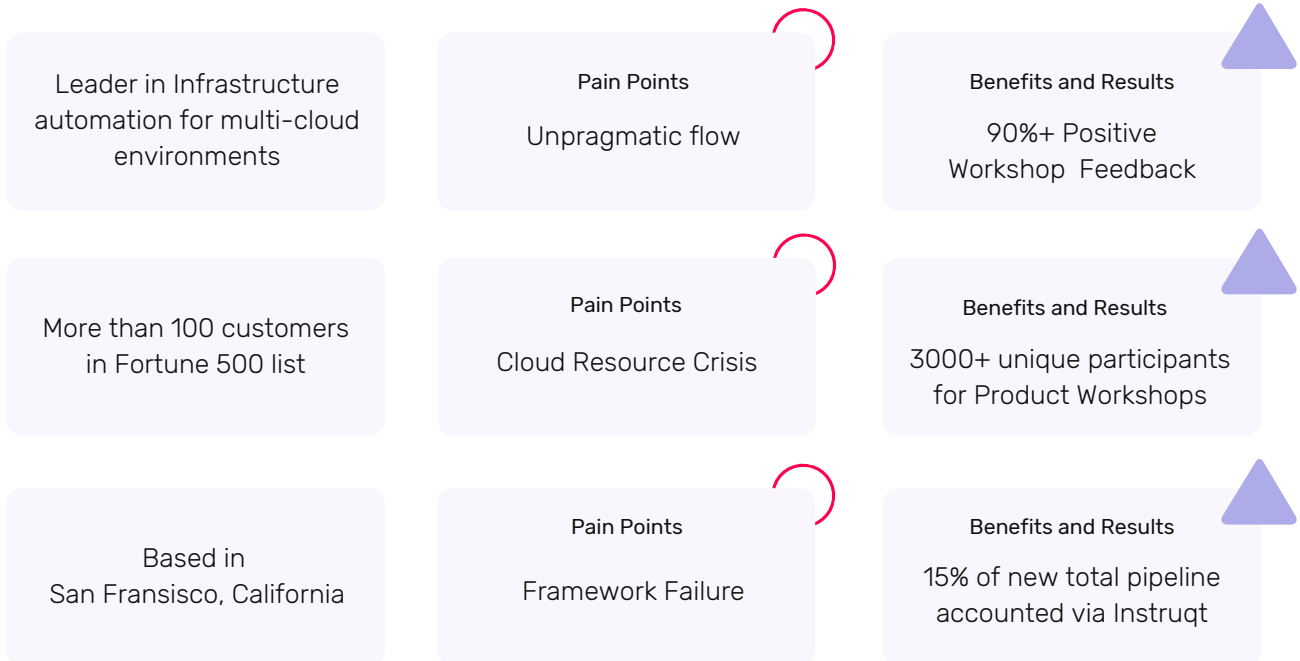 Leader in Infrastructure
automation for multi-cloud
environments
Pain Points
Unpragmatic flow
Benefits and Results
90%+ Positive
Workshop  Feedback
More than 100 customers
in Fortune 500 list
Pain Points
Cloud Resource Crisis
Benefits and Results
3000+ unique participants
for Product Workshops
Based in
San Fransisco, California
Pain Points
Framework Failure
Benefits and Results
15% of new total pipeline
accounted via Instruqt